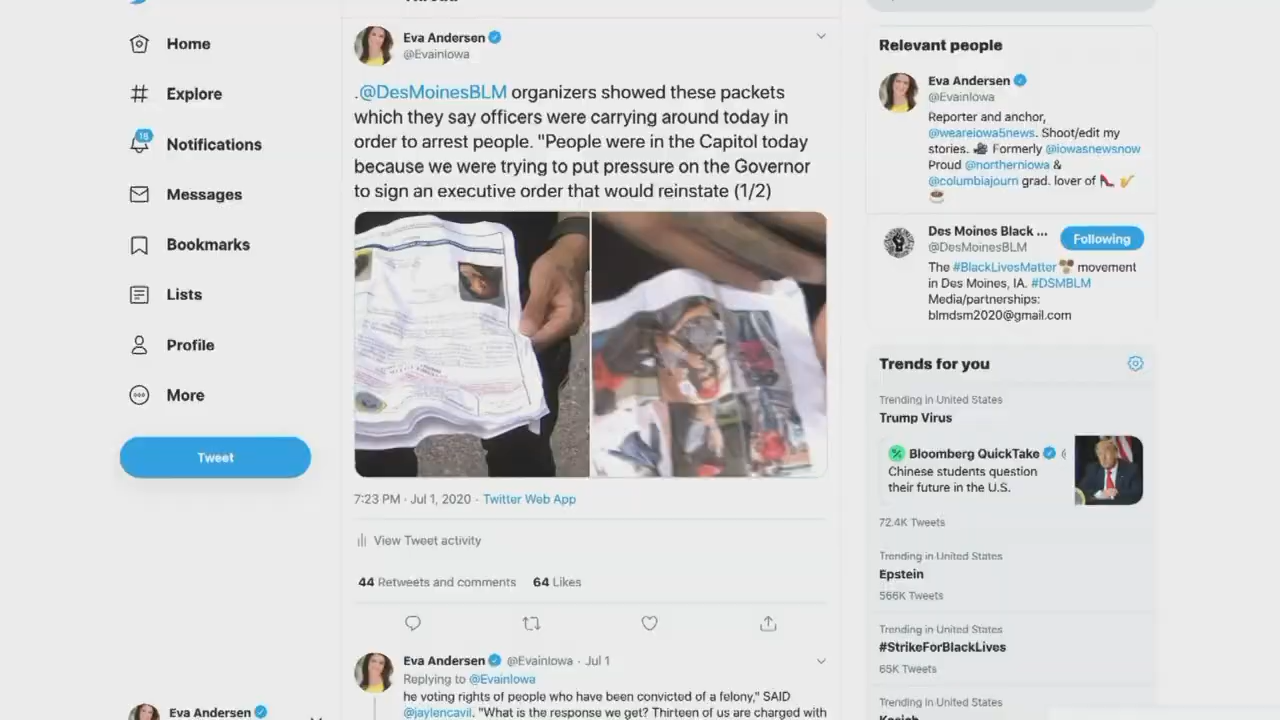 Home
Explore
18
Notifications
Messages
Bookmarks
Lists
Profile
More
Tweet
Eva Andersen
Eva Andersen
@EvainIowa
.@DesMoinesBLM organizers showed these packets
which they say officers were carrying around today in
order to arrest people. "People were in the Capitol today
because we were trying to put pressure on the Governor
to sign an executive order that would reinstate (1/2)
7:23 PM · Jul 1, 2020 · Twitter Web App
View Tweet activity
44 Retweets and comments 64 Likes
Eva Andersen @EvainIowa · Jul 1
Replying to @EvainIowa
he voting rights of people who have been convicted of a felony," SAID
@jaylencavil. "What is the response we get? Thirteen of us are charged with
Relevant people
Eva Andersen
@EvainIowa
Reporter and anchor,
@weareiowa5news. Shoot/edit my
stories. 🎥 Formerly @iowasnewsnow
Proud @northerniowa &
@columbiajourn grad. lover of 👠 🎷
☕
Des Moines Black ...
Following
@DesMoinesBLM
The #BlackLivesMatter movement
in Des Moines, IA. #DSMBLM
Media/partnerships:
blmdsm2020@gmail.com
Trends for you
Trending in United States
Trump Virus
Bloomberg QuickTake
Chinese students question
their future in the U.S.
72.4K Tweets
Trending in United States
Epstein
566K Tweets
Trending in United States
#StrikeForBlackLives
65K Tweets
Trending in United States